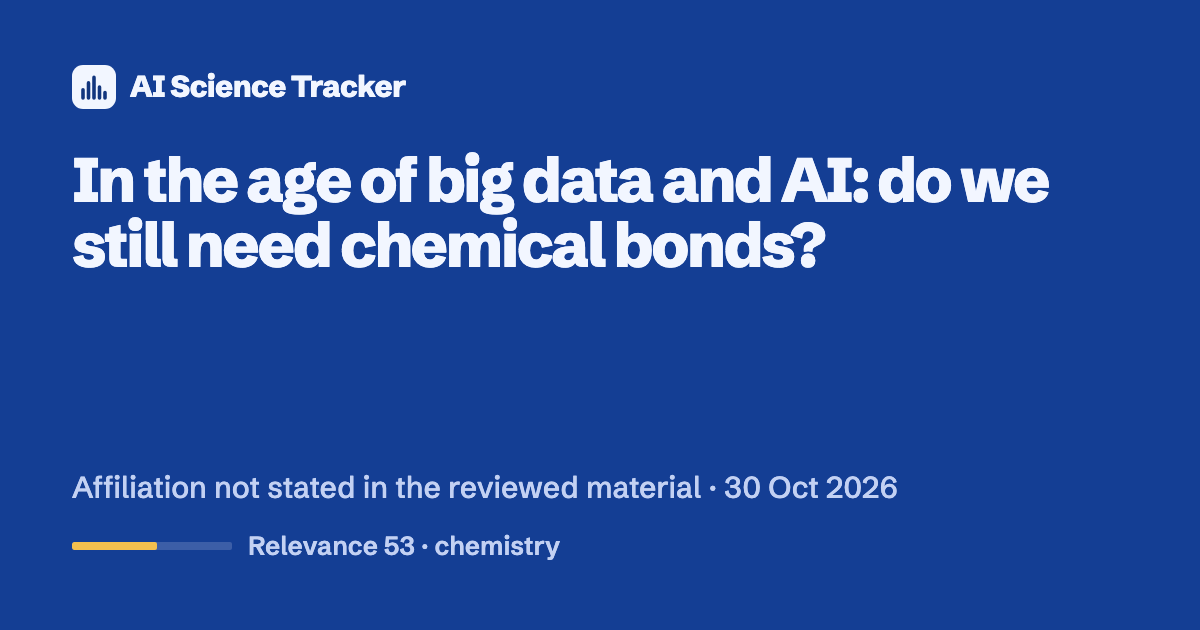 AI Science Tracker
In the age of big data and AI: do we
still need chemical bonds?
Affiliation not stated in the reviewed material · 30 Oct 2026
Relevance 53 · chemistry